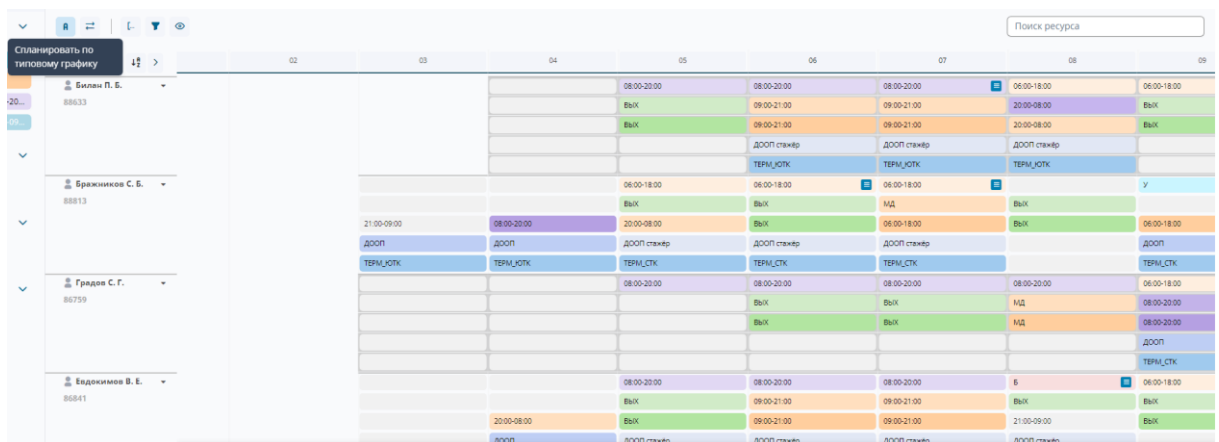 Поиск ресурса
Спланировать по
типовому графику
02 03 04 05 06 07 08 09
Билан П. Б. 08:00-20:00 08:00-20:00 08:00-20:00 06:00-18:00 06:00-18:00
-20... 88633 ВЫХ 09:00-21:00 09:00-21:00 20:00-08:00 ВЫХ
-09... ВЫХ 09:00-21:00 09:00-21:00 20:00-08:00 ВЫХ
ДООП стажёр ДООП стажёр ДООП стажёр
ТЕРМ_ЮТК ТЕРМ_ЮТК ТЕРМ_ЮТК
Бражников С. Б. 06:00-18:00 06:00-18:00 06:00-18:00 У
88813 ВЫХ ВЫХ МД ВЫХ
21:00-09:00 08:00-20:00 20:00-08:00 ВЫХ 06:00-18:00 ВЫХ 06:00-18:00
ДООП ДООП ДООП стажёр ДООП стажёр ДООП стажёр ДООП
ТЕРМ_ЮТК ТЕРМ_ЮТК ТЕРМ_СТК ТЕРМ_СТК ТЕРМ_СТК ТЕРМ_СТК
Градов С. Г. 08:00-20:00 08:00-20:00 08:00-20:00 08:00-20:00 06:00-18:00
86759 ВЫХ ВЫХ МД 08:00-20:00
ВЫХ ВЫХ МД 08:00-20:00
ДООП
ТЕРМ_СТК
Евдокимов В. Е. 08:00-20:00 08:00-20:00 08:00-20:00 Б 06:00-18:00
86841 ВЫХ 09:00-21:00 09:00-21:00 ВЫХ ВЫХ
20:00-08:00 ВЫХ 09:00-21:00 09:00-21:00 21:00-09:00 ВЫХ
ДООП ДООП стажёр ДООП стажёр ДООП стажёр ДООП стажёр